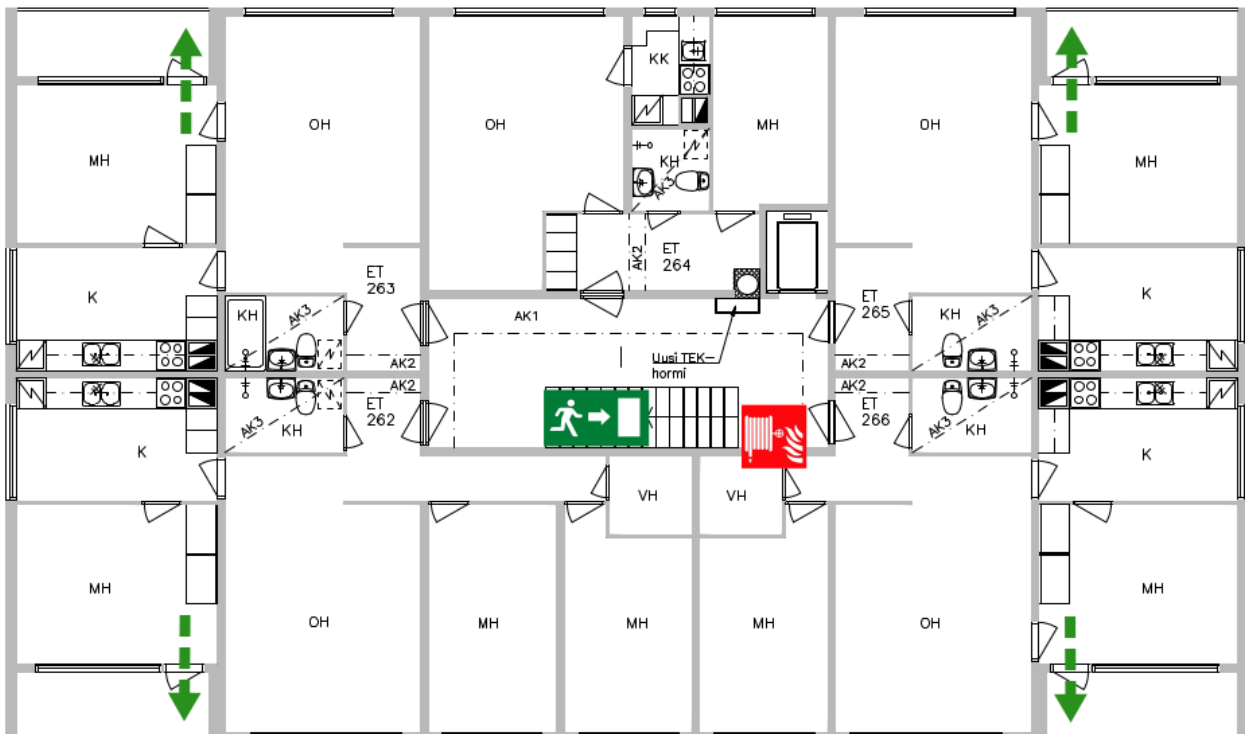 KK
OH
OH
MH
OH
MH
KH
AK3
MH
ET
264
AK2
ET
263
K
KH
AK3
AK1
ET
265
KH
AK3
K
Uusi TEK-
hormi
AK2
AK2
AK2
AK2
ET
262
ET
266
AK3
KH
AK3
KH
K
K
VH
VH
MH
OH
MH
MH
MH
OH
MH